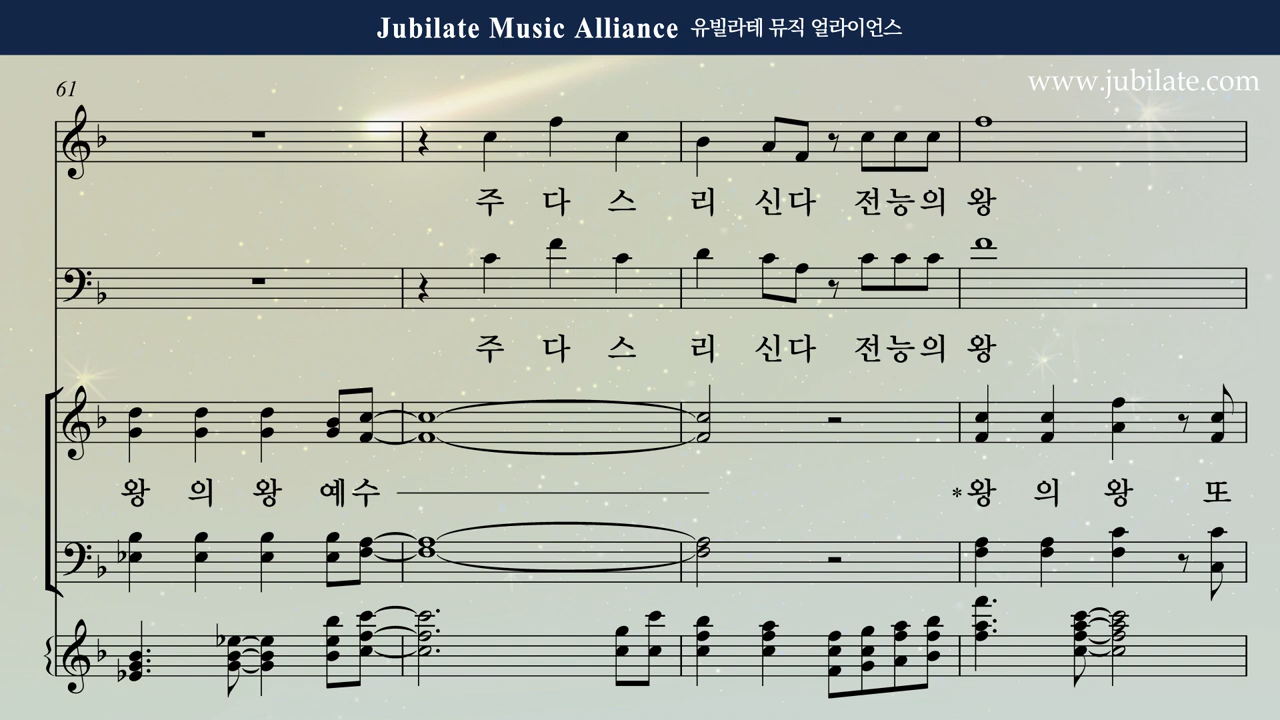 Jubilate Music Alliance 유빌라테 뮤직 얼라이언스
www.jubilate.com
61
주 다 스 리 신다 전능의 왕
주 다 스 리 신다 전능의 왕
왕 의 왕 예수 *왕 의 왕 또